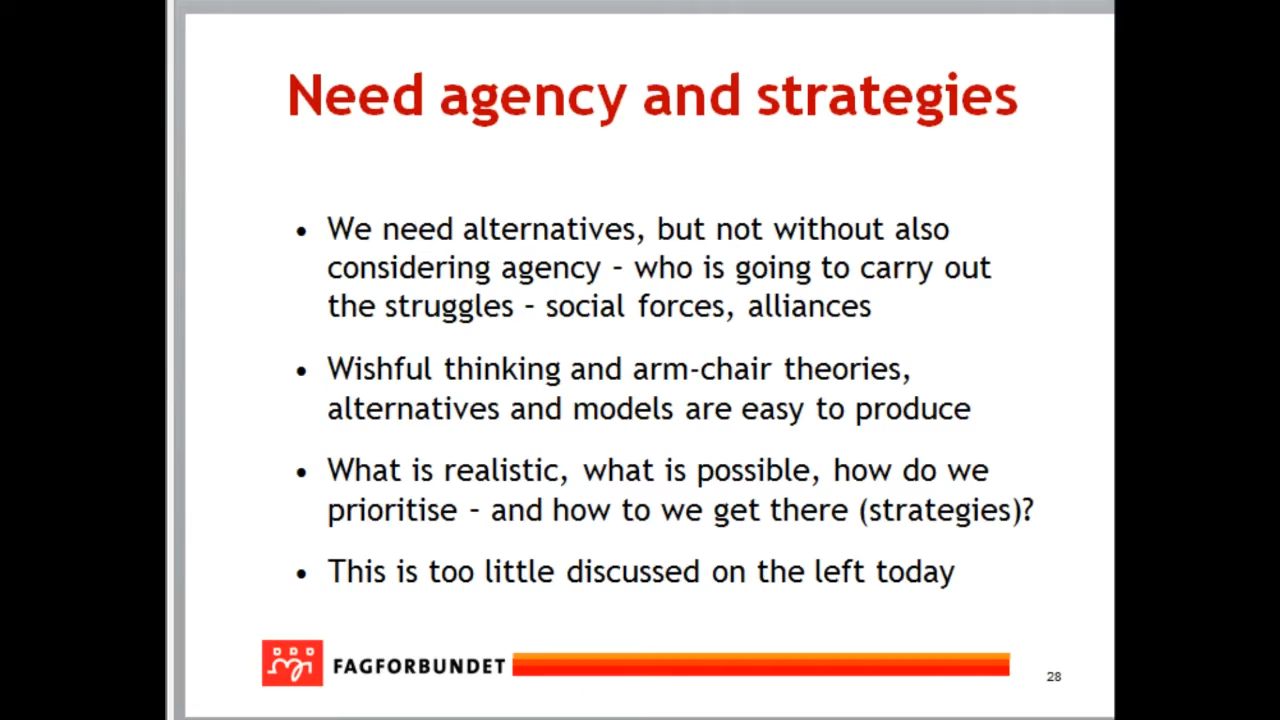 Need agency and strategies
• We need alternatives, but not without also
considering agency – who is going to carry out
the struggles – social forces, alliances
• Wishful thinking and arm-chair theories,
alternatives and models are easy to produce
• What is realistic, what is possible, how do we
prioritise – and how to we get there (strategies)?
• This is too little discussed on the left today
FAGFORBUNDET
28